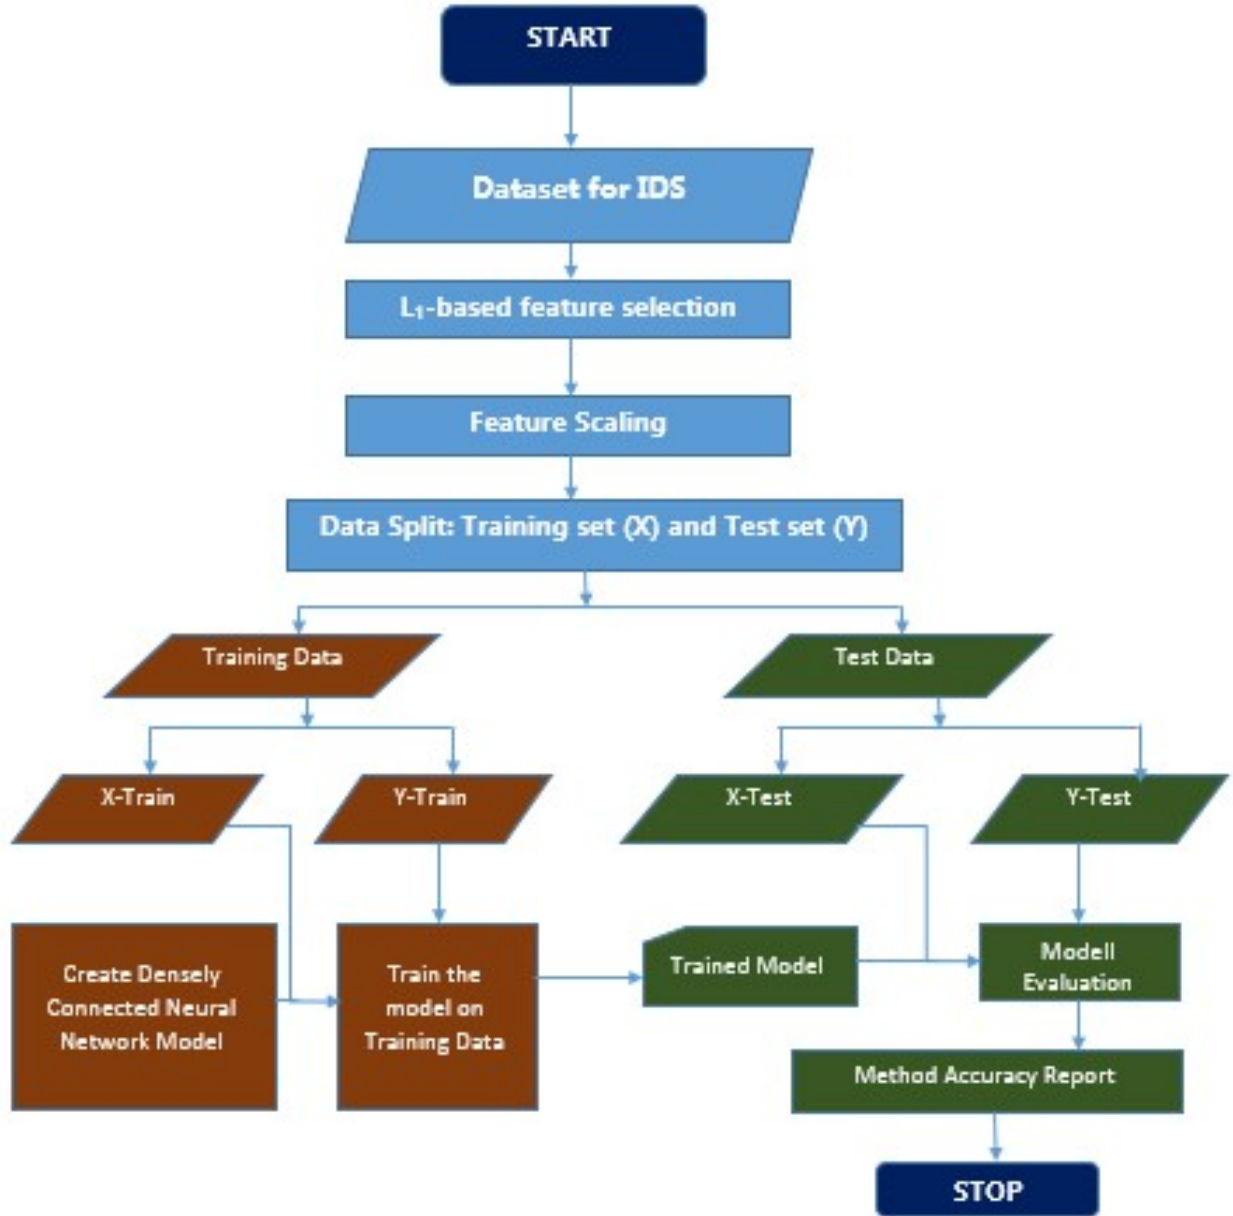 START
Dataset for IDS
L₁-based feature selection
Feature Scaling
Data Split: Training set (X) and Test set (Y)
Training Data
Test Data
X-Train
Y-Train
X-Test
Y-Test
Create Densely
Connected Neural
Network Model
Train the
model on
Training Data
Trained Model
Modell
Evaluation
Method Accuracy Report
STOP